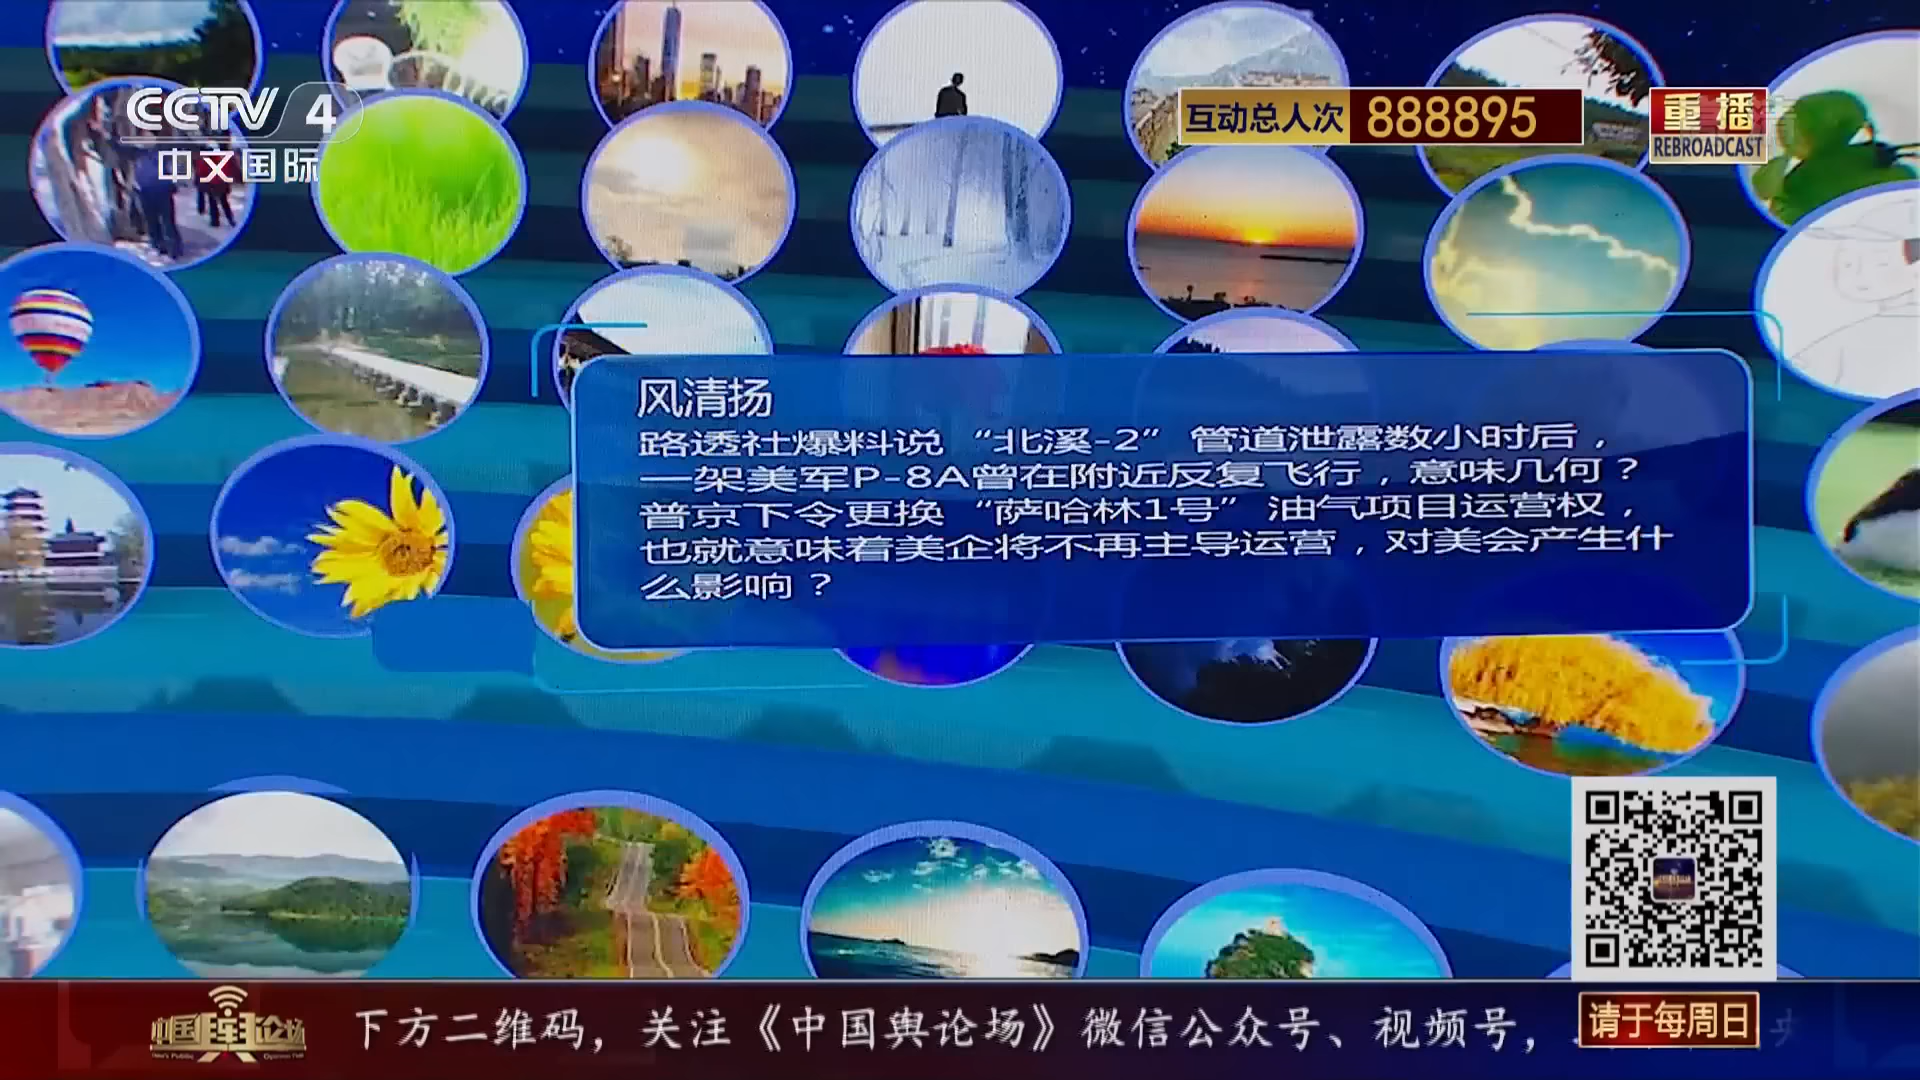 CCTV 4
中文国际
互动总人次 888895
重播
REBROADCAST
风清扬
路透社爆料说“北溪-2”管道泄露数小时后，
一架美军P-8A曾在附近反复飞行，意味几何？
普京下令更换“萨哈林1号”油气项目运营权，
也就意味着美企将不再主导运营，对美会产生什
么影响？
中国舆论场
下方二维码，关注《中国舆论场》微信公众号、视频号，
请于每周日